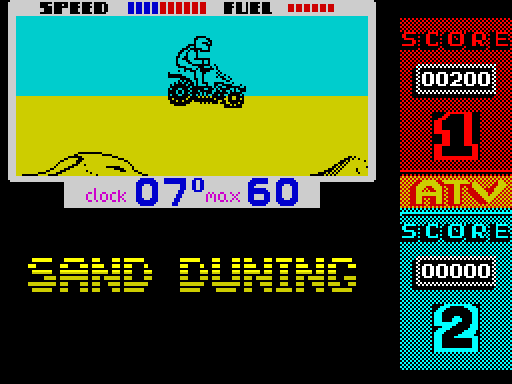 SPEED FUEL
SCORE
00200
1
ATV
clock 07° max 60
SCORE
00000
2
SAND DUNING